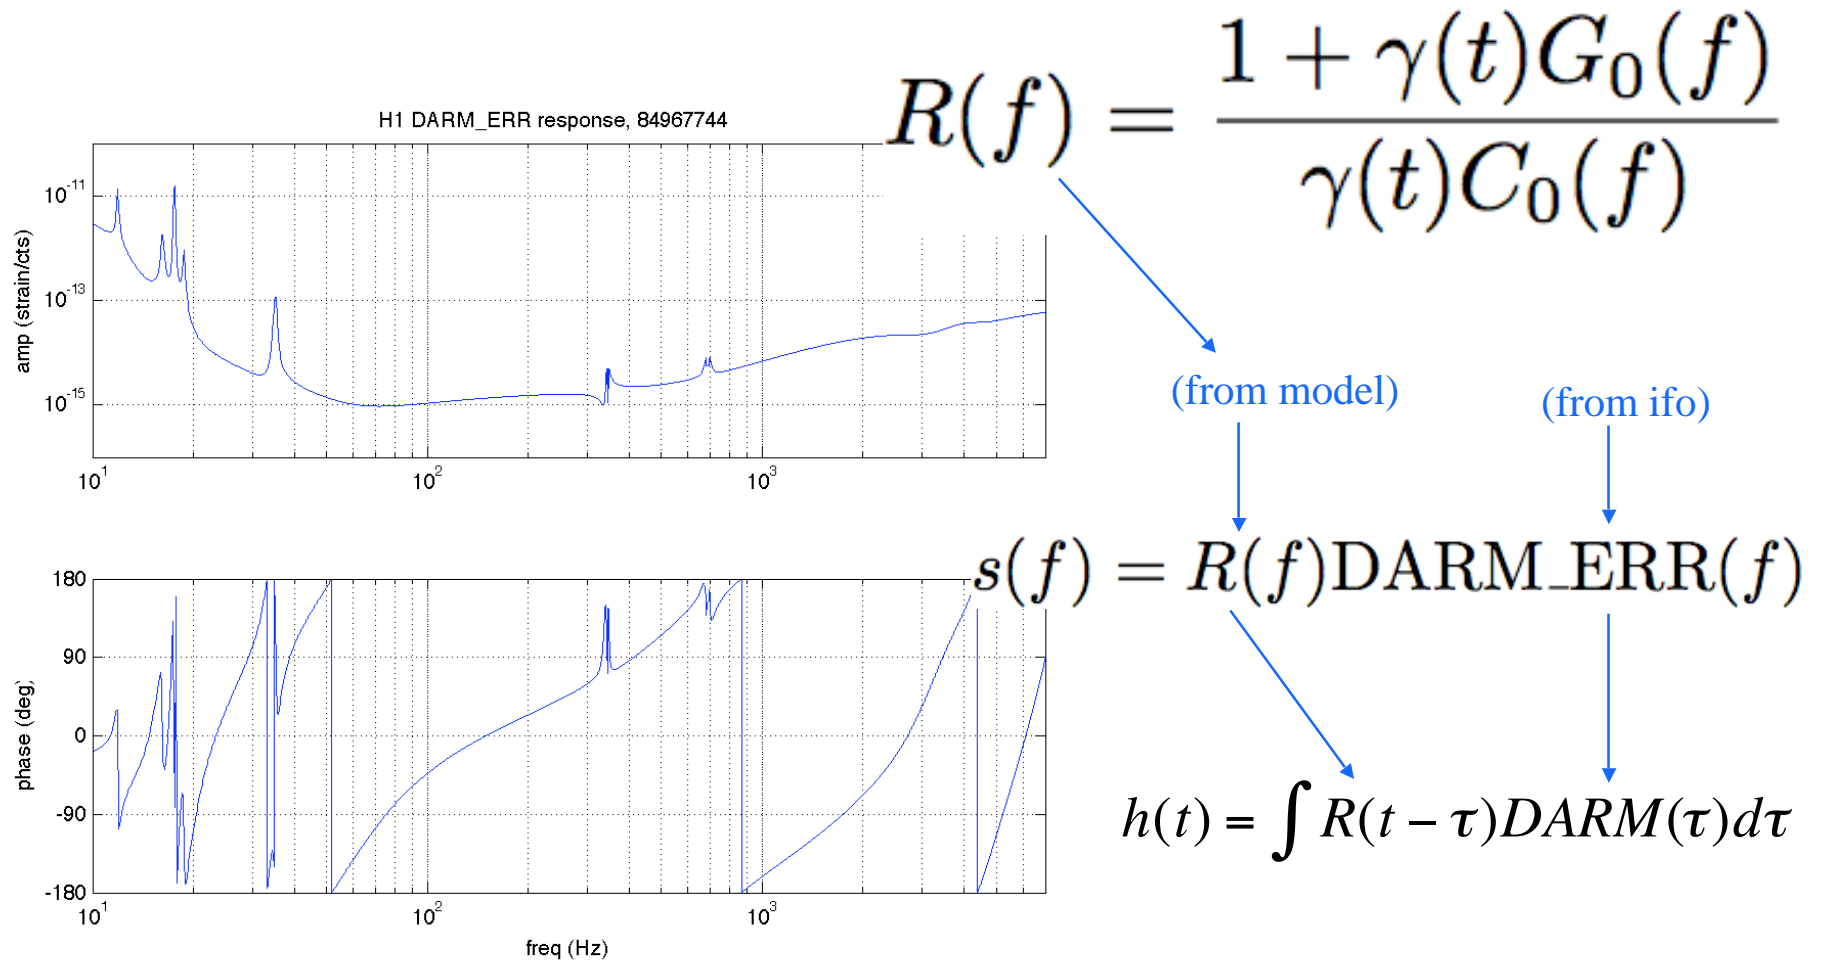 H1 DARM_ERR response, 84967744
R(f) = \frac{1 + γ(t)G₀(f)}{γ(t)C₀(f)}
amp (strain/cts)
10⁻¹¹
10⁻¹³
10⁻¹⁵
10¹ 10² 10³
(from model) (from ifo)
s(f) = R(f)DARM_ERR(f)
phase (deg)
180
90
0
-90
-180
10¹ 10² 10³
freq (Hz)
h(t) = ∫ R(t − τ)DARM(τ)dτ